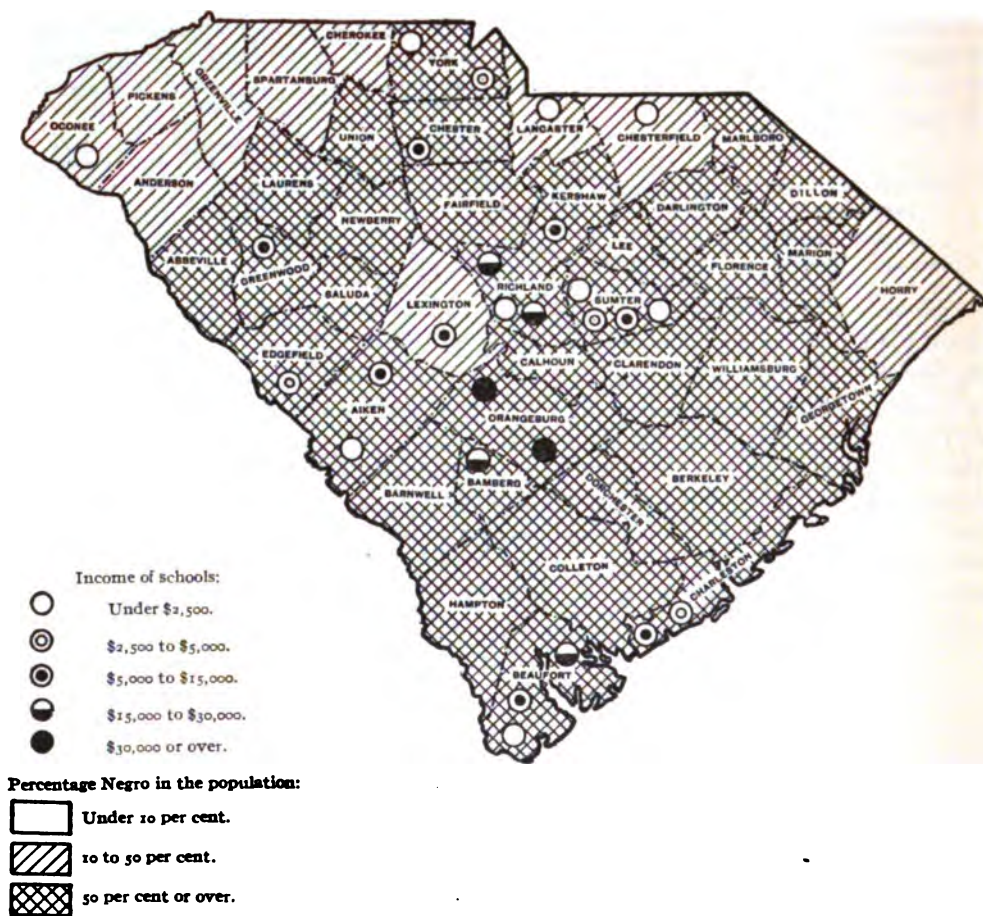 CHEROKEE
YORK
GREENVILLE
SPARTANBURG
PICKENS
OCONEE
UNION
CHESTER
LANCASTER
CHESTERFIELD
MARLBORO
ANDERSON
LAURENS
DILLON
NEWBERRY
FAIRFIELD
KERSHAW
DARLINGTON
LEE
MARION
ABBEVILLE
GREENWOOD
FLORENCE
SALUDA
RICHLAND
HORRY
LEXINGTON
SUMTER
EDGEFIELD
CALHOUN
CLARENDON
WILLIAMSBURG
AIKEN
ORANGEBURG
GEORGETOWN
BARNWELL
BAMBERG
BERKELEY
DORCHESTER
COLLETON
CHARLESTON
HAMPTON
BEAUFORT
Income of schools:
Under $2,500.
$2,500 to $5,000.
$5,000 to $15,000.
$15,000 to $30,000.
$30,000 or over.
Percentage Negro in the population:
Under 10 per cent.
10 to 50 per cent.
50 per cent or over.